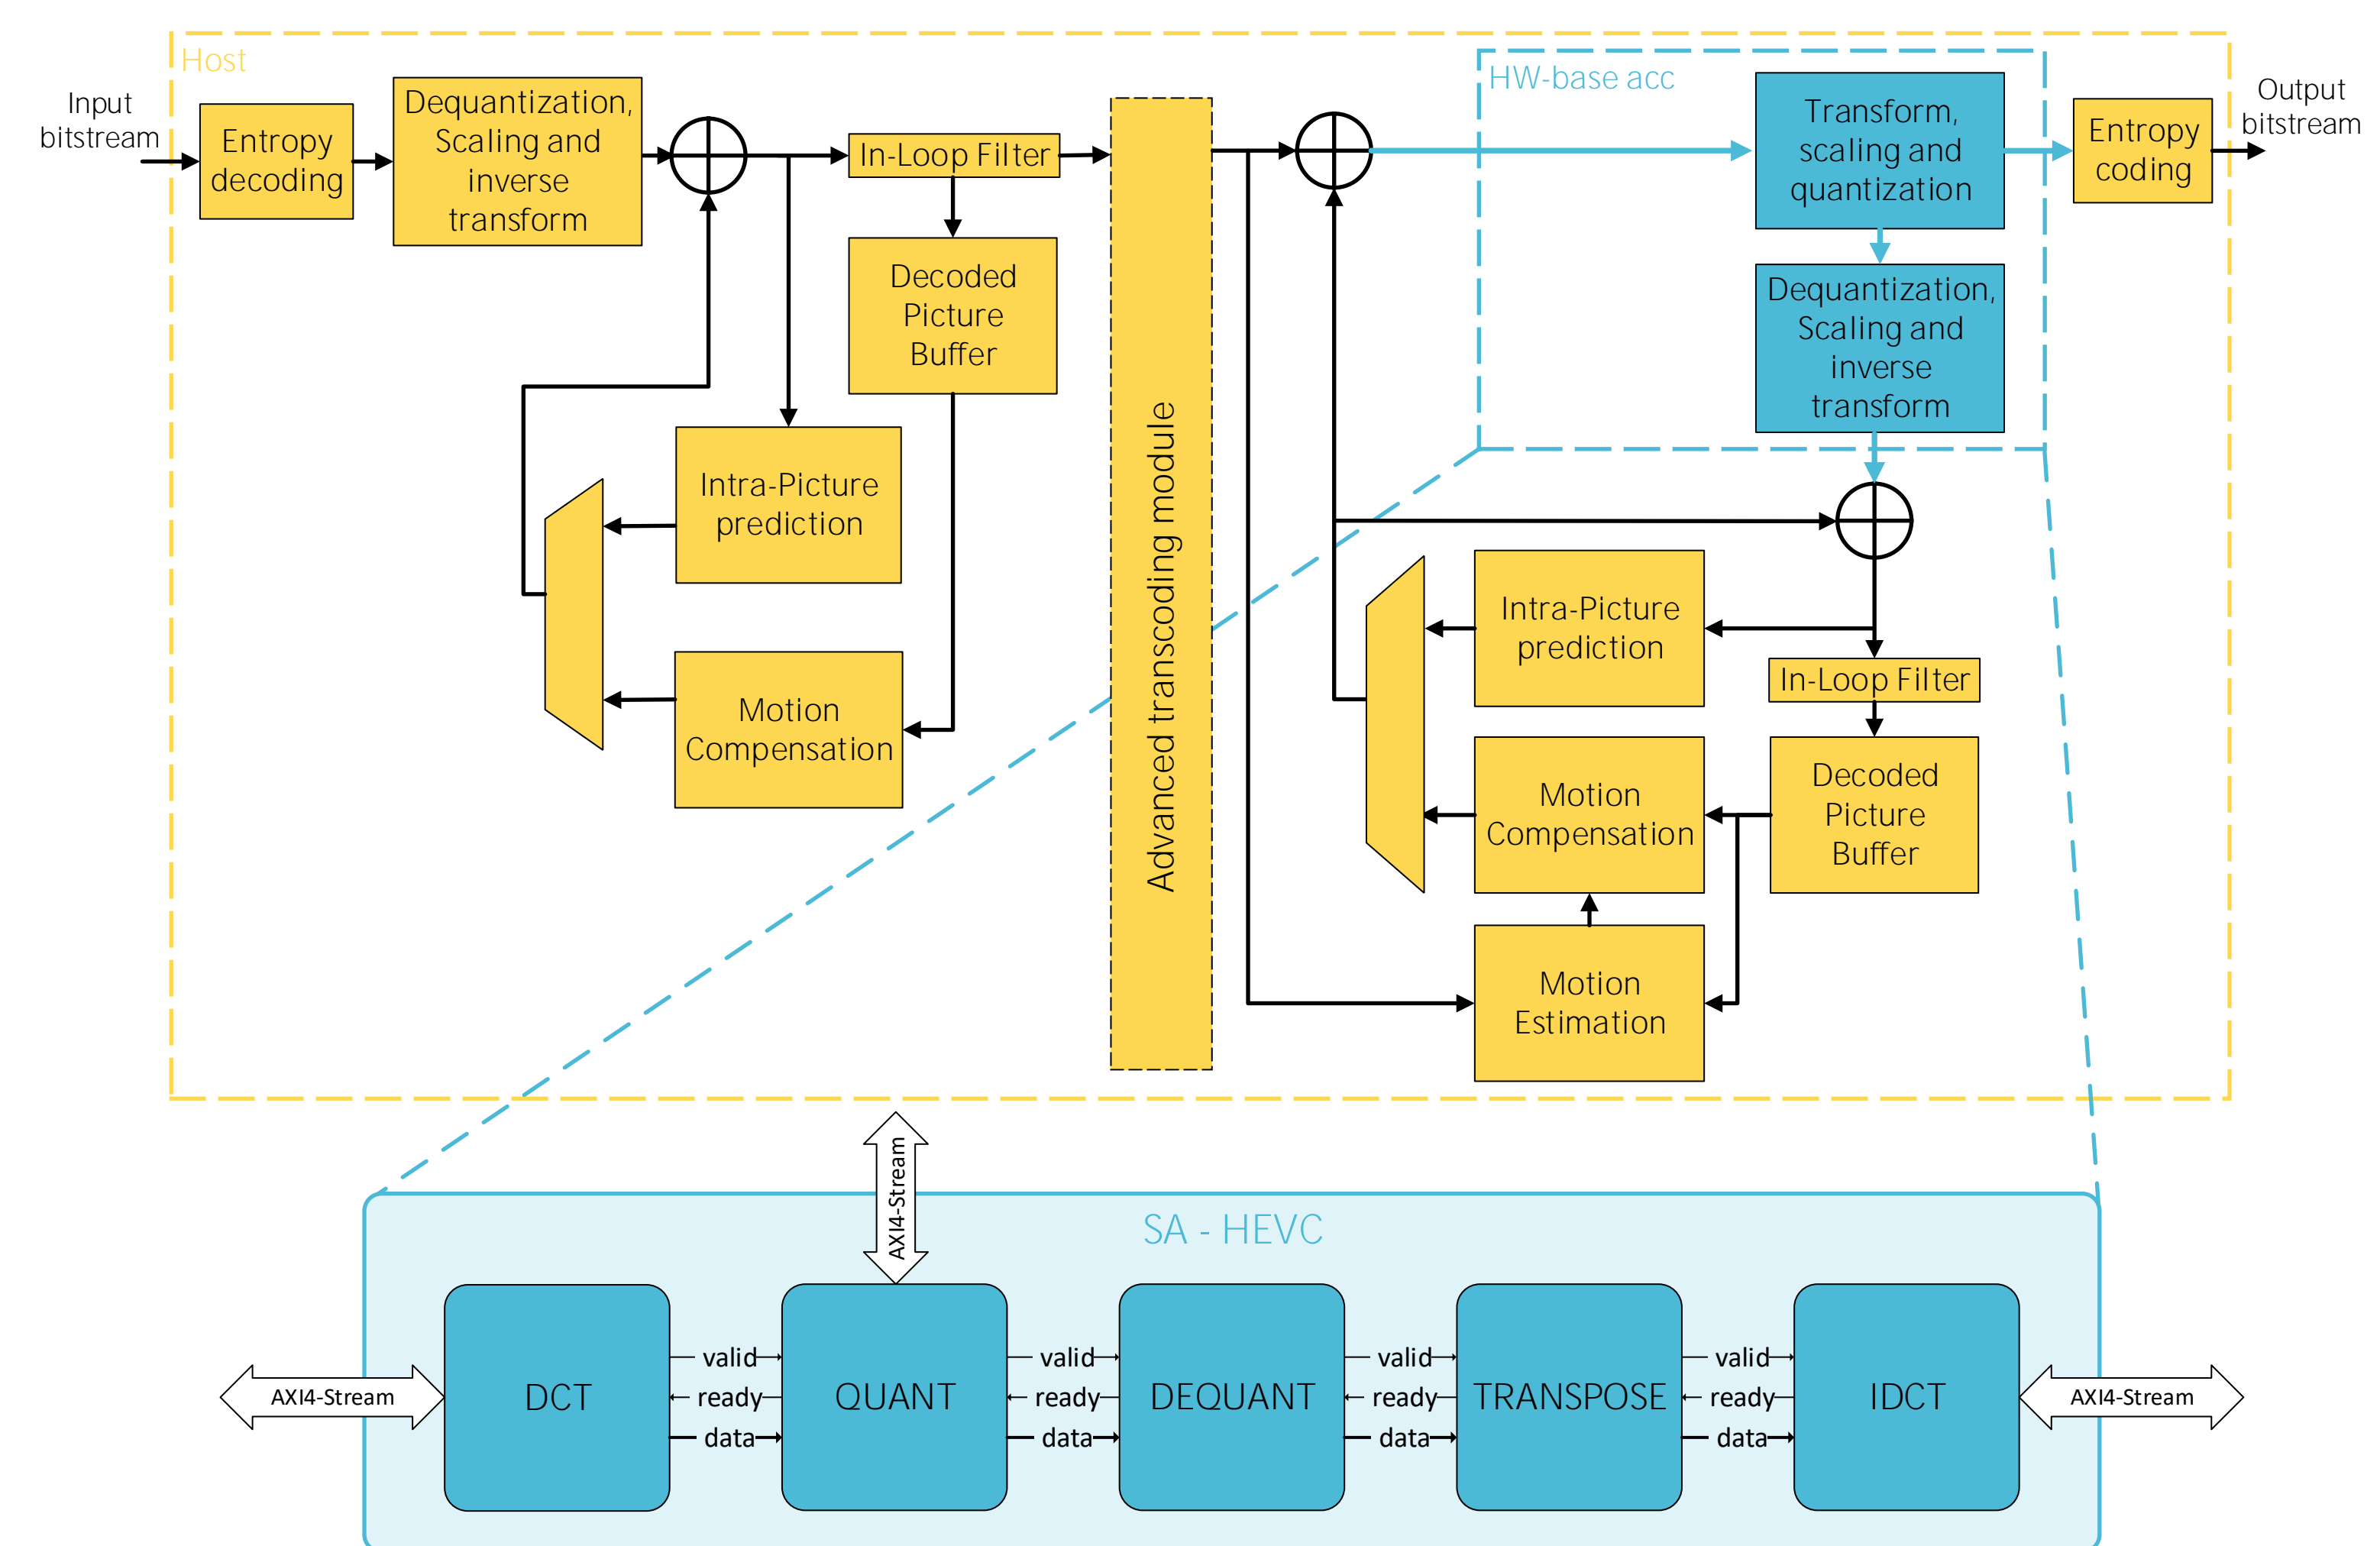 Host
HW-base acc
Input
bitstream
Entropy
decoding
Dequantization,
Scaling and
inverse
transform
In-Loop Filter
Decoded
Picture
Buffer
Intra-Picture
prediction
Motion
Compensation
Advanced transcoding module
Transform,
scaling and
quantization
Entropy
coding
Output
bitstream
Dequantization,
Scaling and
inverse
transform
Intra-Picture
prediction
In-Loop Filter
Motion
Compensation
Decoded
Picture
Buffer
Motion
Estimation
AXI4-Stream
SA - HEVC
AXI4-Stream
DCT
valid
ready
data
QUANT
valid
ready
data
DEQUANT
valid
ready
data
TRANSPOSE
valid
ready
data
IDCT
AXI4-Stream